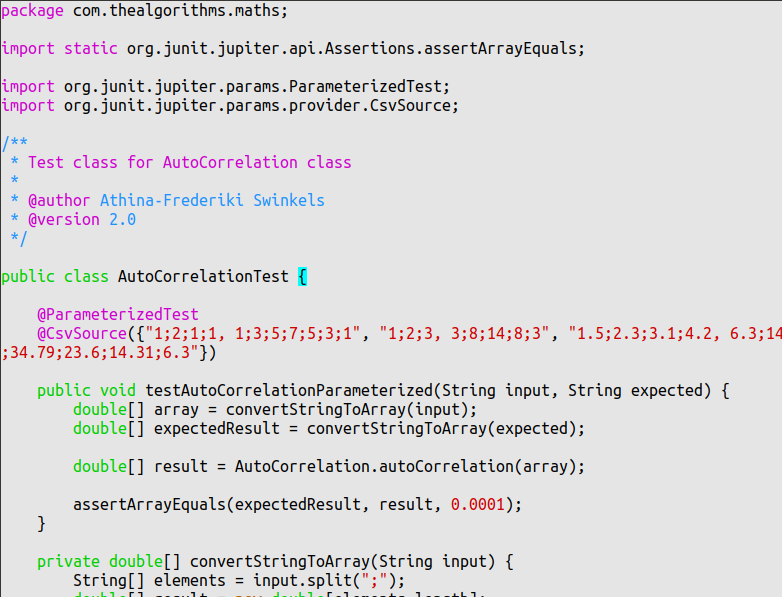 package com.thealgorithms.maths;
import static org.junit.jupiter.api.Assertions.assertArrayEquals;
import org.junit.jupiter.params.ParameterizedTest;
import org.junit.jupiter.params.provider.CsvSource;
/**
 * Test class for AutoCorrelation class
 *
 * @author Athina-Frederiki Swinkels
 * @version 2.0
 */
public class AutoCorrelationTest {
    @ParameterizedTest
    @CsvSource({"1;2;1;1, 1;3;5;7;5;3;1", "1;2;3, 3;8;14;8;3", "1.5;2.3;3.1;4.2, 6.3;14
;34.79;23.6;14.31;6.3"})
    public void testAutoCorrelationParameterized(String input, String expected) {
        double[] array = convertStringToArray(input);
        double[] expectedResult = convertStringToArray(expected);
        double[] result = AutoCorrelation.autoCorrelation(array);
        assertArrayEquals(expectedResult, result, 0.0001);
    }
    private double[] convertStringToArray(String input) {
        String[] elements = input.split(";");
        double[] result = new double[elements.length];